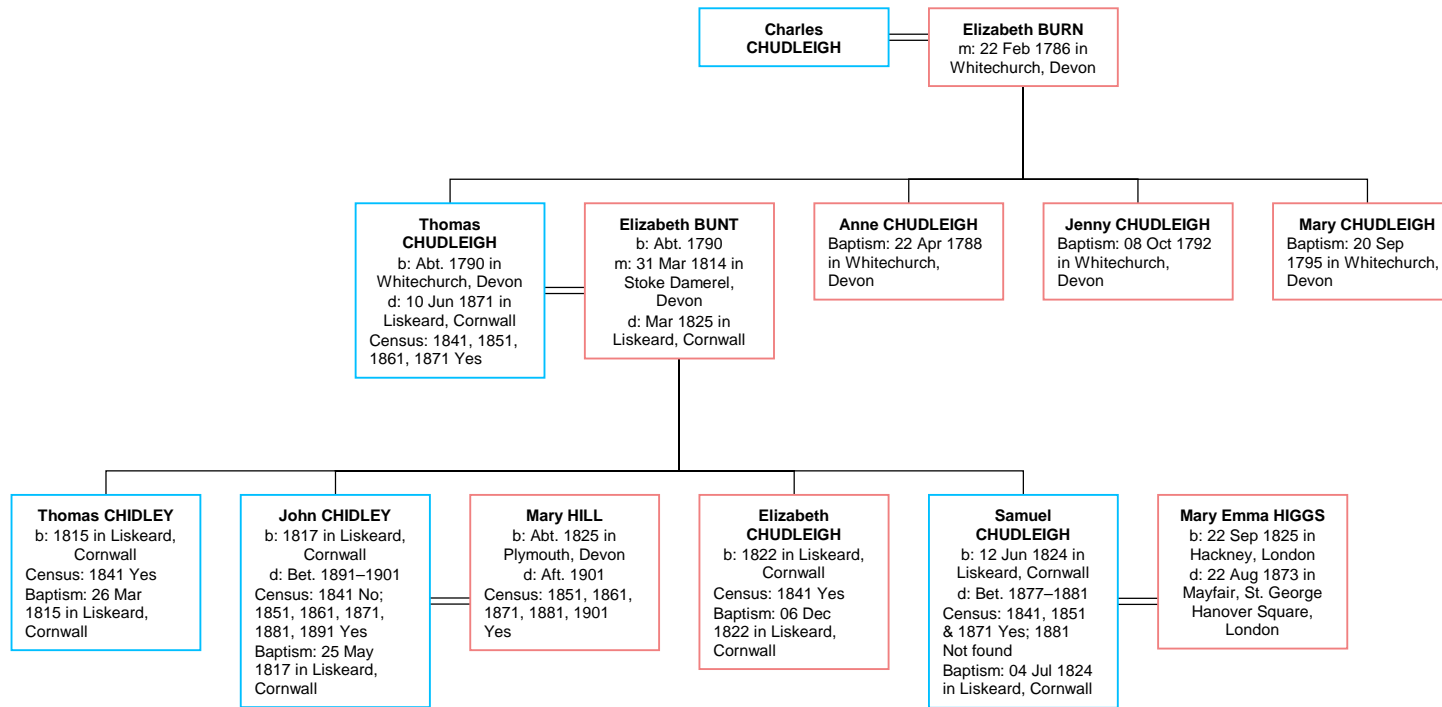 Charles
CHUDLEIGH
Elizabeth BURN
m: 22 Feb 1786 in
Whitechurch, Devon
Thomas
CHUDLEIGH
b: Abt. 1790 in
Whitechurch, Devon
d: 10 Jun 1871 in
Liskeard, Cornwall
Census: 1841, 1851,
1861, 1871 Yes
Elizabeth BUNT
b: Abt. 1790
m: 31 Mar 1814 in
Stoke Damerel,
Devon
d: Mar 1825 in
Liskeard, Cornwall
Anne CHUDLEIGH
Baptism: 22 Apr 1788
in Whitechurch,
Devon
Jenny CHUDLEIGH
Baptism: 08 Oct 1792
in Whitechurch,
Devon
Mary CHUDLEIGH
Baptism: 20 Sep
1795 in Whitechurch,
Devon
Thomas CHIDLEY
b: 1815 in Liskeard,
Cornwall
Census: 1841 Yes
Baptism: 26 Mar
1815 in Liskeard,
Cornwall
John CHIDLEY
b: 1817 in Liskeard,
Cornwall
d: Bet. 1891–1901
Census: 1841 No;
1851, 1861, 1871,
1881, 1891 Yes
Baptism: 25 May
1817 in Liskeard,
Cornwall
Mary HILL
b: Abt. 1825 in
Plymouth, Devon
d: Aft. 1901
Census: 1851, 1861,
1871, 1881, 1901
Yes
Elizabeth
CHUDLEIGH
b: 1822 in Liskeard,
Cornwall
Census: 1841 Yes
Baptism: 06 Dec
1822 in Liskeard,
Cornwall
Samuel
CHUDLEIGH
b: 12 Jun 1824 in
Liskeard, Cornwall
d: Bet. 1877–1881
Census: 1841, 1851
& 1871 Yes; 1881
Not found
Baptism: 04 Jul 1824
in Liskeard, Cornwall
Mary Emma HIGGS
b: 22 Sep 1825 in
Hackney, London
d: 22 Aug 1873 in
Mayfair, St. George
Hanover Square,
London